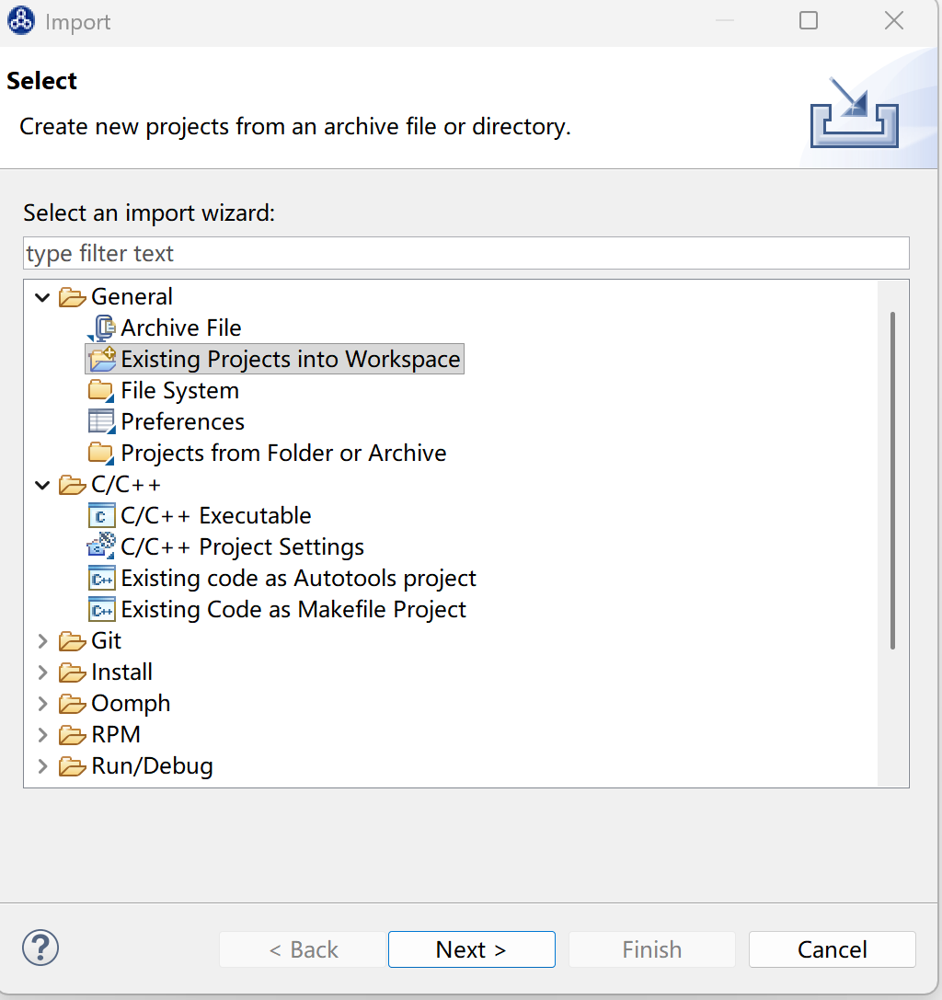 Import
Select
Create new projects from an archive file or directory.
Select an import wizard:
type filter text
General
Archive File
Existing Projects into Workspace
File System
Preferences
Projects from Folder or Archive
C/C++
C/C++ Executable
C/C++ Project Settings
Existing code as Autotools project
Existing Code as Makefile Project
Git
Install
Oomph
RPM
Run/Debug
< Back
Next >
Finish
Cancel